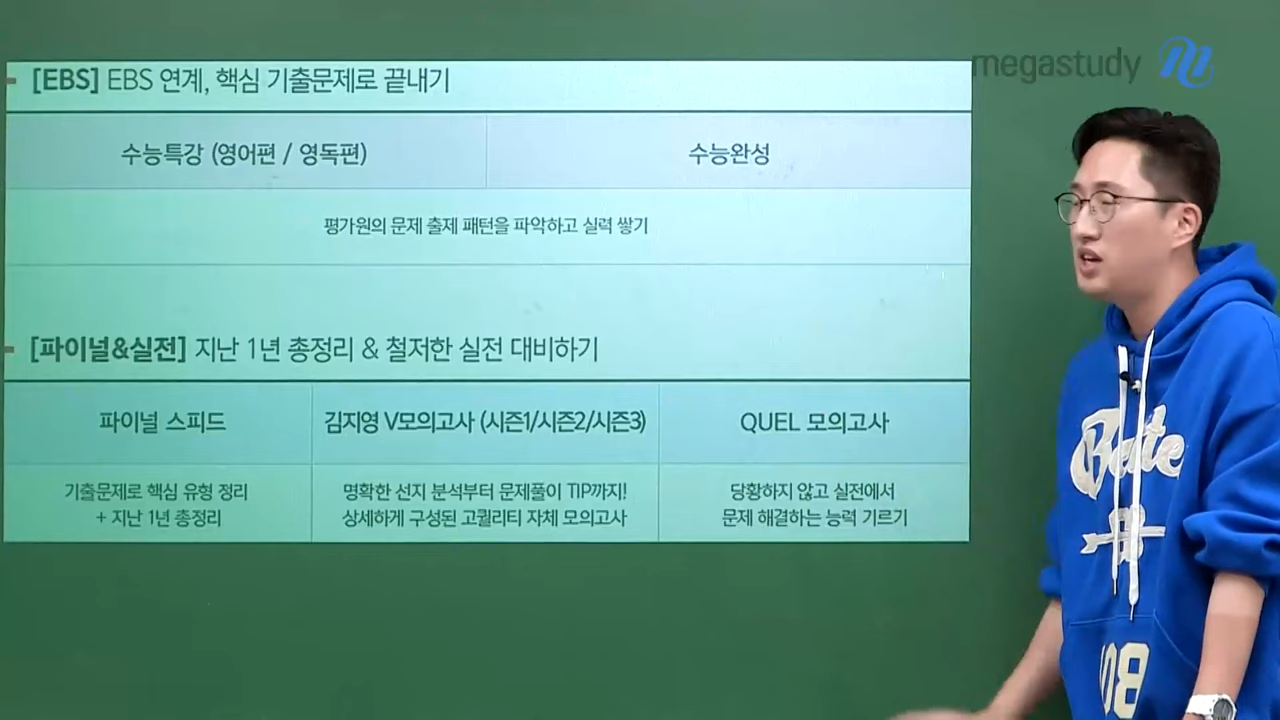 megastudy
[EBS] EBS 연계, 핵심 기출문제로 끝내기
수능특강 (영어편 / 영독편)
수능완성
평가원의 문제 출제 패턴을 파악하고 실력 쌓기
[파이널&실전] 지난 1년 총정리 & 철저한 실전 대비하기
파이널 스피드
김지영 V모의고사 (시즌1/시즌2/시즌3)
QUEL 모의고사
기출문제로 핵심 유형 정리
+ 지난 1년 총정리
명확한 선지 분석부터 문제풀이 TIP까지!
상세하게 구성된 고퀄리티 자체 모의고사
당황하지 않고 실전에서
문제 해결하는 능력 기르기
08